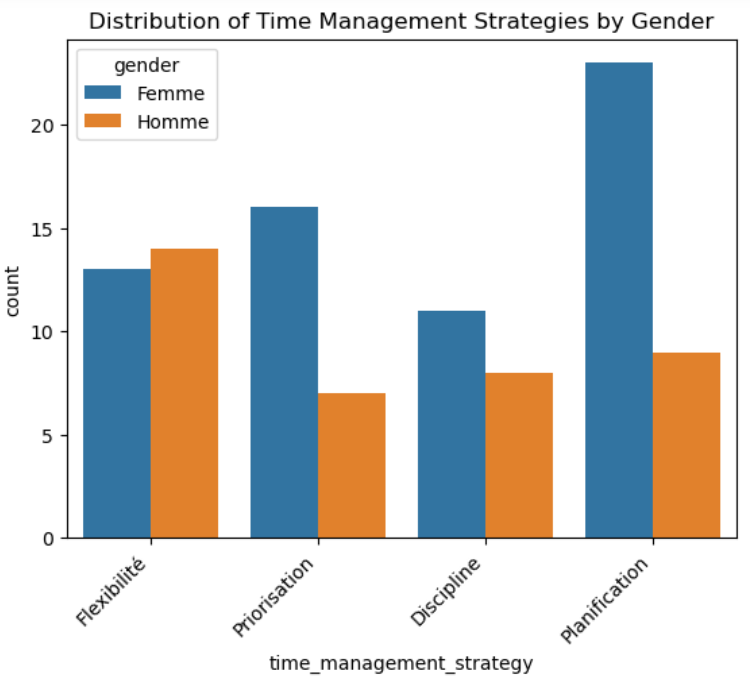 Distribution of Time Management Strategies by Gender
gender
Femme
Homme
20
15
10
5
0
count
Flexibilité
Priorisation
Discipline
Planification
time_management_strategy